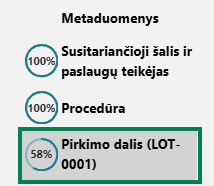 Metaduomenys
Susitariančioji šalis ir
100%
paslaugų teikėjas
100%
Procedūra
Pirkimo dalis (LOT-
58%
0001)